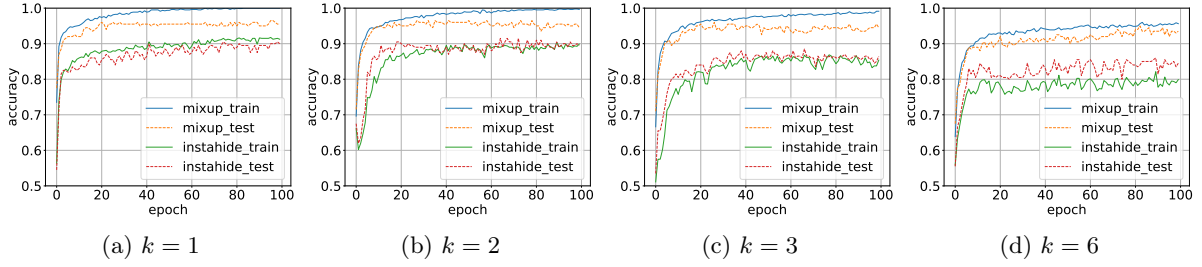 1.0
0.9
0.8
0.7
0.6
0.5
accuracy
mixup_train
mixup_test
instahide_train
instahide_test
0 20 40 60 80 100
epoch
(a) k = 1
1.0
0.9
0.8
0.7
0.6
0.5
accuracy
mixup_train
mixup_test
instahide_train
instahide_test
0 20 40 60 80 100
epoch
(b) k = 2
1.0
0.9
0.8
0.7
0.6
0.5
accuracy
mixup_train
mixup_test
instahide_train
instahide_test
0 20 40 60 80 100
epoch
(c) k = 3
1.0
0.9
0.8
0.7
0.6
0.5
accuracy
mixup_train
mixup_test
instahide_train
instahide_test
0 20 40 60 80 100
epoch
(d) k = 6